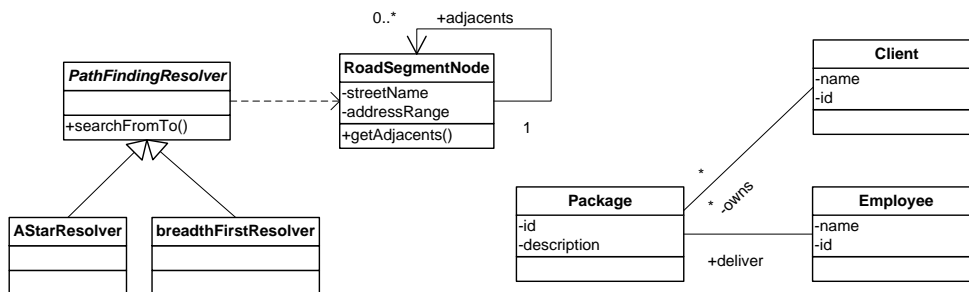 0..*
+adjacents
PathFindingResolver
+searchFromTo()
RoadSegmentNode
-streetName
-addressRange
+getAdjacents()
1
AStarResolver
breadthFirstResolver
Client
-name
-id
*
*
-owns
Package
-id
-description
+deliver
Employee
-name
-id